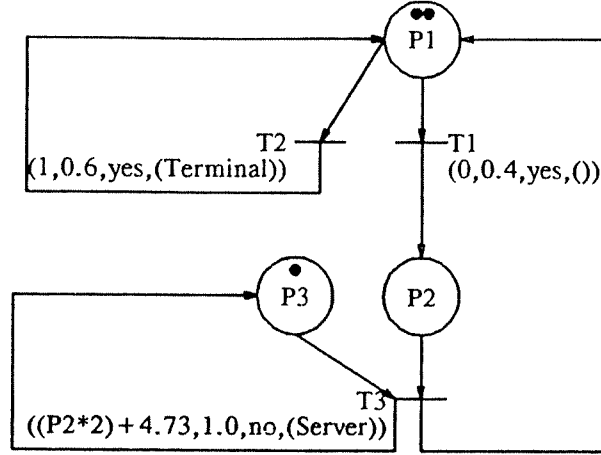 P1
T2
T1
(1,0.6,yes,(Terminal))
(0,0.4,yes,())
P3
P2
T3
((P2*2)+4.73,1.0,no,(Server))